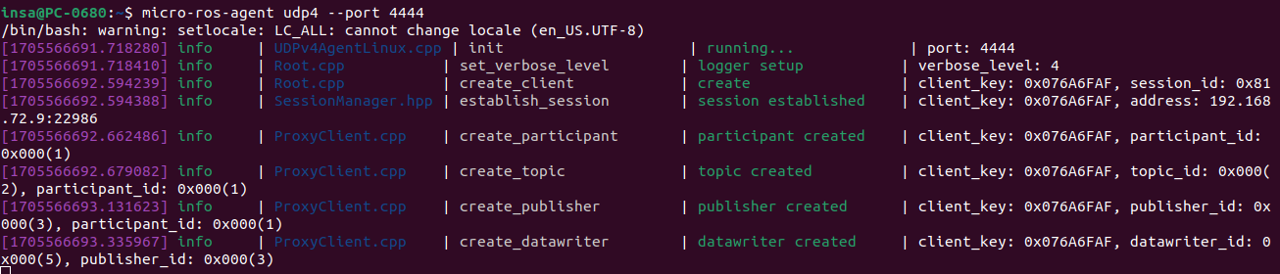 insa@PC-0680:~$ micro-ros-agent udp4 --port 4444
/bin/bash: warning: setlocale: LC_ALL: cannot change locale (en_US.UTF-8)
[1705566691.718280] info     | UDPv4AgentLinux.cpp | init                     | running...             | port: 4444
[1705566691.718410] info     | Root.cpp           | set_verbose_level        | logger setup           | verbose_level: 4
[1705566692.594239] info     | Root.cpp           | create_client            | create                 | client_key: 0x076A6FAF, session_id: 0x81
[1705566692.594388] info     | SessionManager.hpp | establish_session        | session established    | client_key: 0x076A6FAF, address: 192.168
.72.9:22986
[1705566692.662486] info     | ProxyClient.cpp    | create_participant       | participant created    | client_key: 0x076A6FAF, participant_id:
0x000(1)
[1705566692.679082] info     | ProxyClient.cpp    | create_topic             | topic created          | client_key: 0x076A6FAF, topic_id: 0x000(
2), participant_id: 0x000(1)
[1705566693.131623] info     | ProxyClient.cpp    | create_publisher         | publisher created      | client_key: 0x076A6FAF, publisher_id: 0x
000(3), participant_id: 0x000(1)
[1705566693.335967] info     | ProxyClient.cpp    | create_datawriter        | datawriter created     | client_key: 0x076A6FAF, datawriter_id: 0
x000(5), publisher_id: 0x000(3)